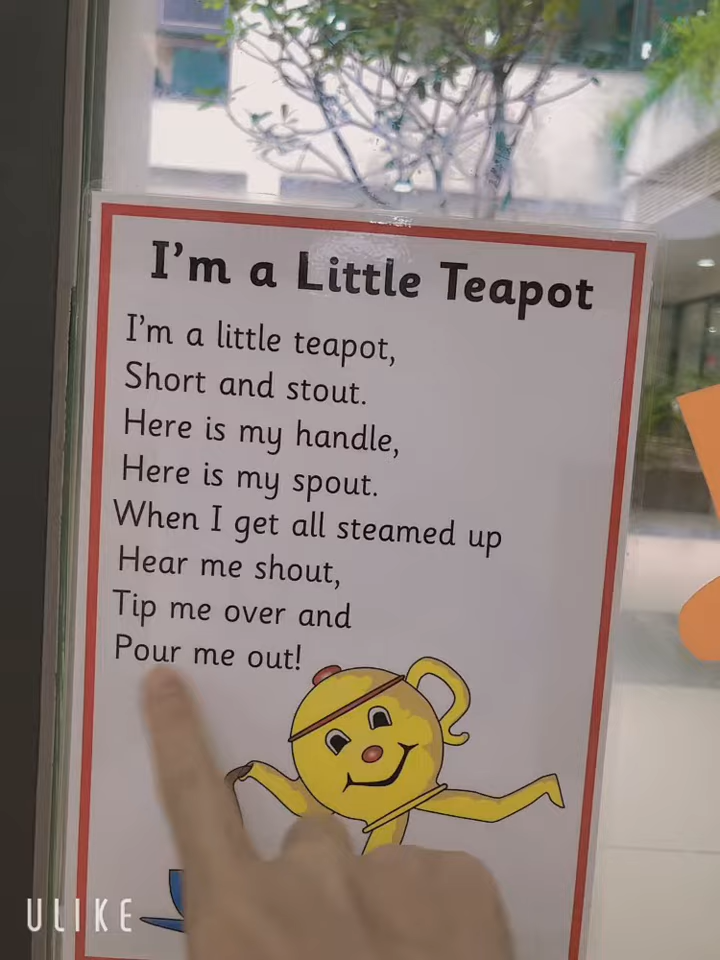 I'm a Little Teapot
I'm a little teapot,
Short and stout.
Here is my handle,
Here is my spout.
When I get all steamed up
Hear me shout,
Tip me over and
Pour me out!
ULIKE